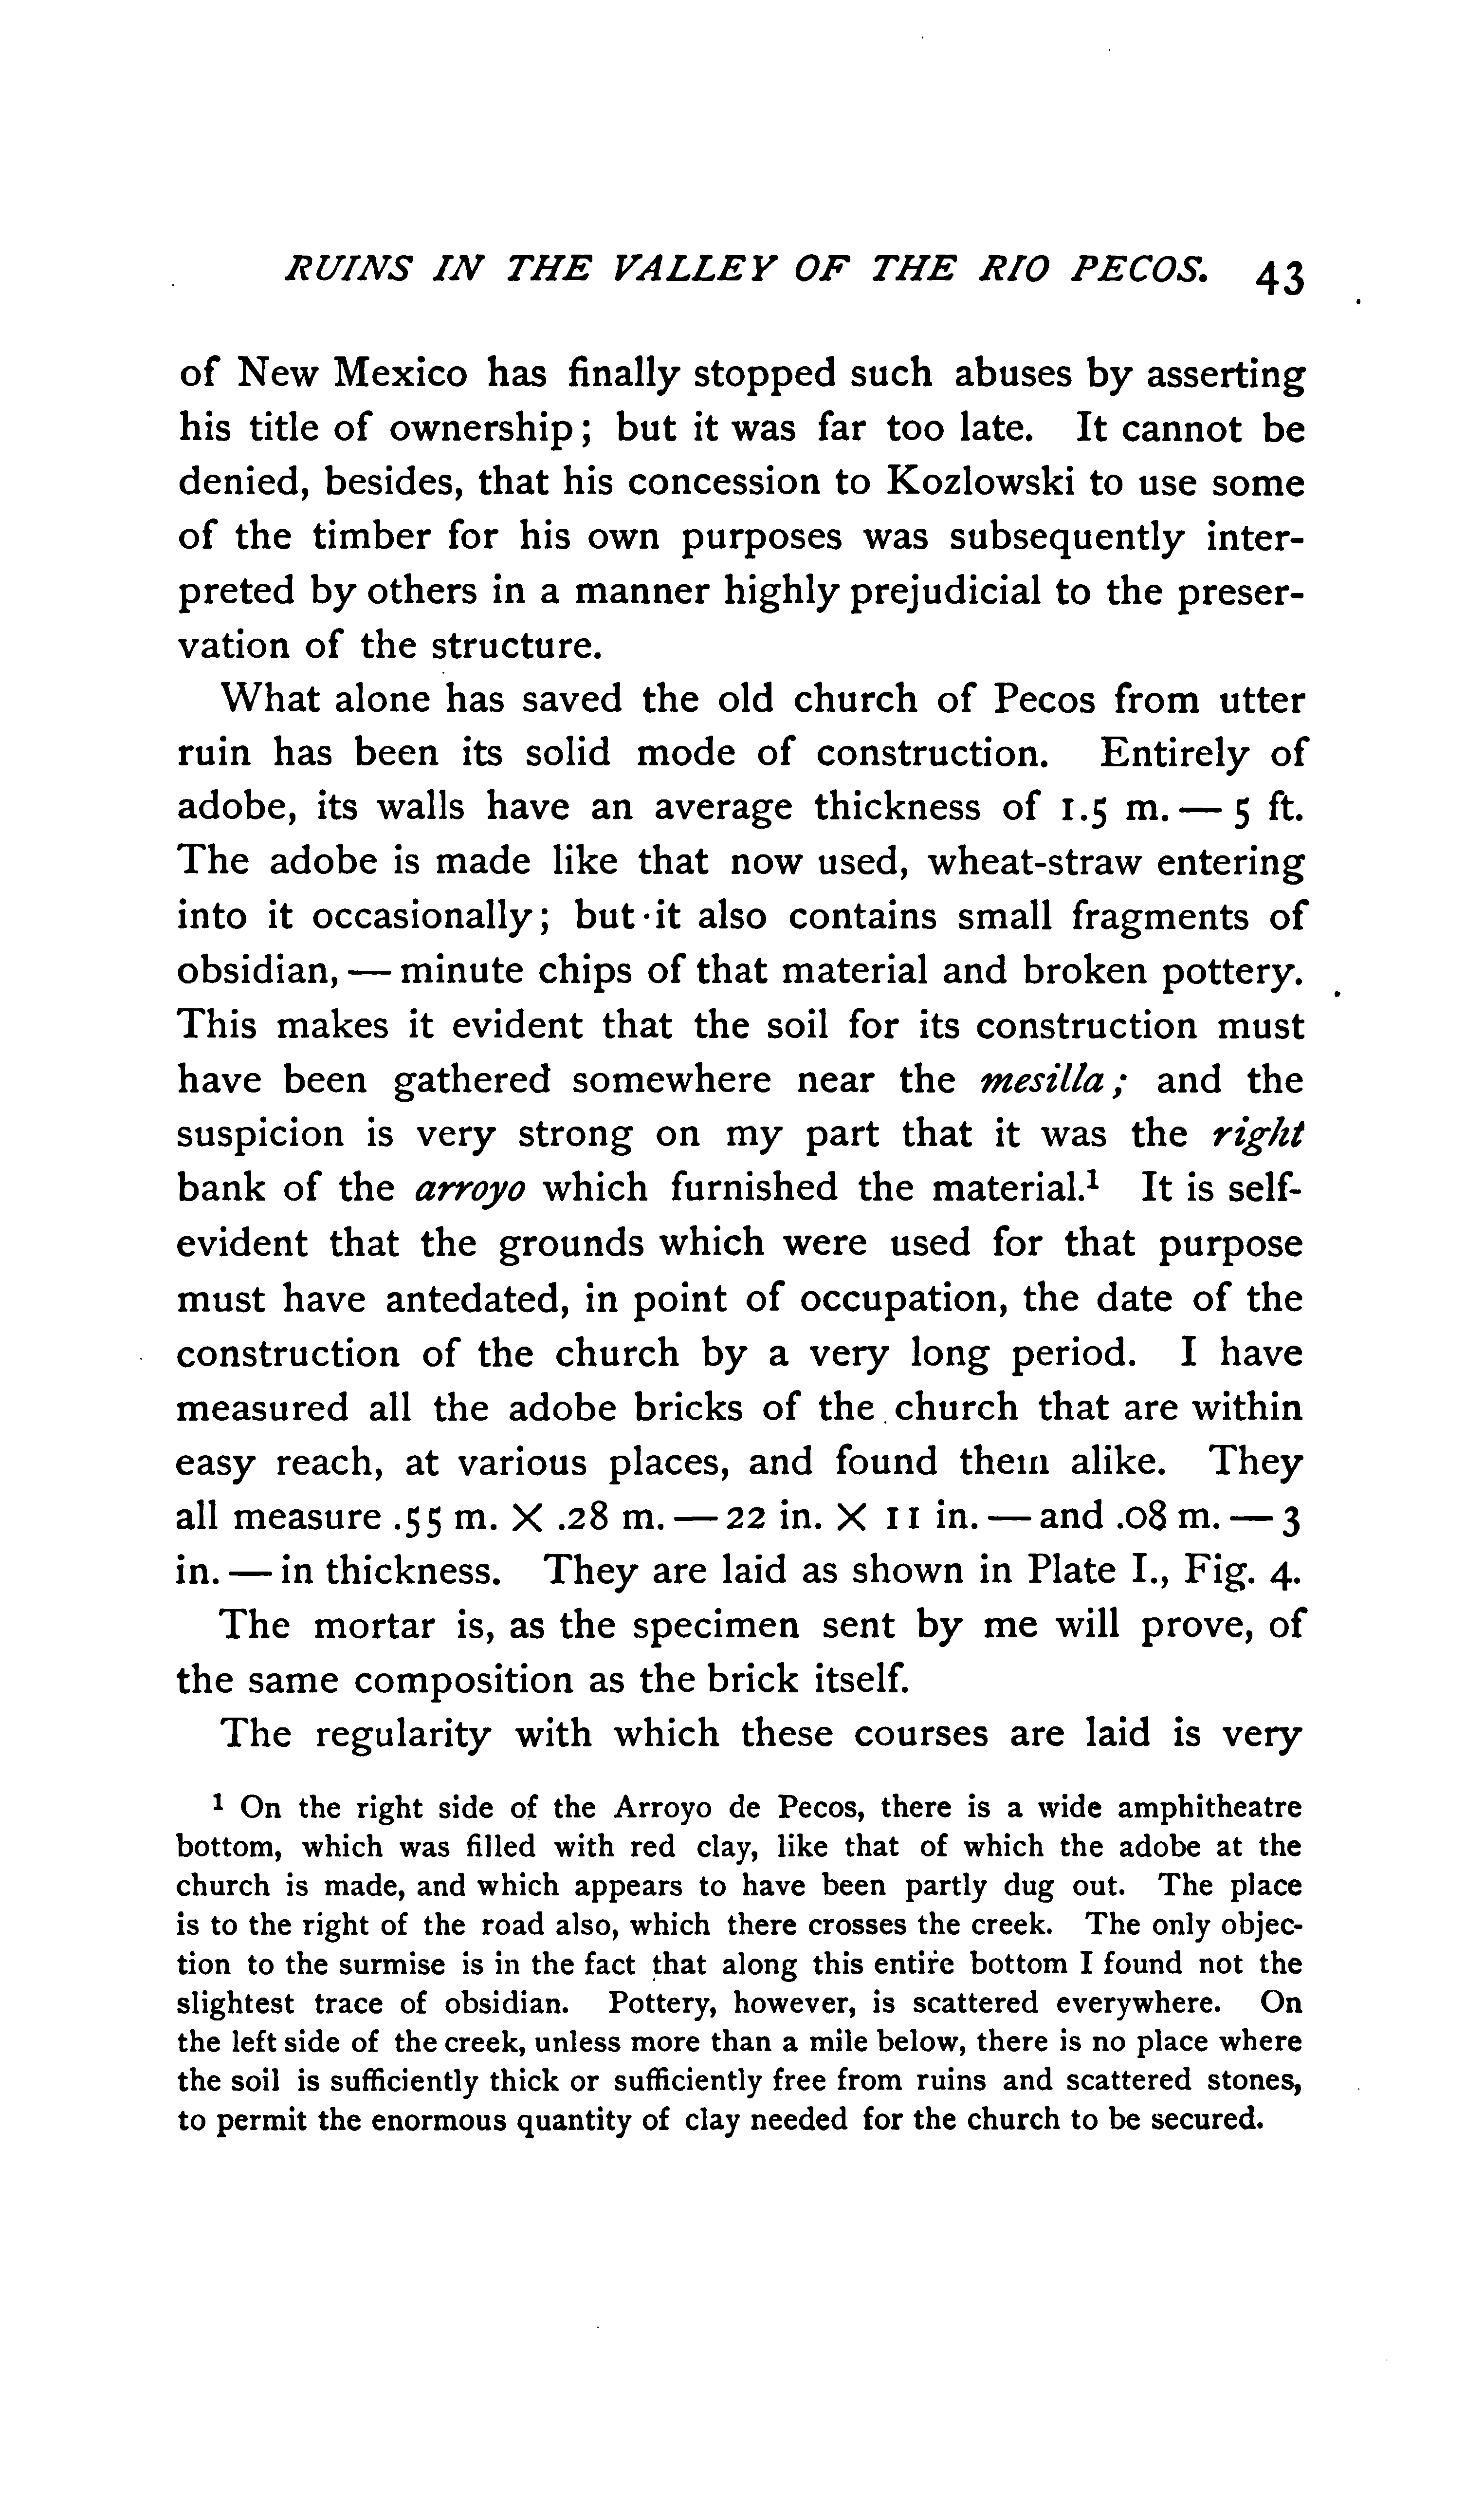 RUINS IN THE VALLEY OF THE RIO PECOS. 43
of New Mexico has finally stopped such abuses by asserting
his title of ownership; but it was far too late. It cannot be
denied, besides, that his concession to Kozlowski to use some
of the timber for his own purposes was subsequently inter-
preted by others in a manner highly prejudicial to the preser-
vation of the structure.
What alone has saved the old church of Pecos from utter
ruin has been its solid mode of construction. Entirely of
adobe, its walls have an average thickness of 1.5 m. — 5 ft.
The adobe is made like that now used, wheat-straw entering
into it occasionally; but it also contains small fragments of
obsidian, — minute chips of that material and broken pottery.
This makes it evident that the soil for its construction must
have been gathered somewhere near the mesilla; and the
suspicion is very strong on my part that it was the right
bank of the arroyo which furnished the material.¹ It is self-
evident that the grounds which were used for that purpose
must have antedated, in point of occupation, the date of the
construction of the church by a very long period. I have
measured all the adobe bricks of the church that are within
easy reach, at various places, and found them alike. They
all measure .55 m. × .28 m. — 22 in. × 11 in. — and .08 m. — 3
in. — in thickness. They are laid as shown in Plate I., Fig. 4.
The mortar is, as the specimen sent by me will prove, of
the same composition as the brick itself.
The regularity with which these courses are laid is very
¹ On the right side of the Arroyo de Pecos, there is a wide amphitheatre
bottom, which was filled with red clay, like that of which the adobe at the
church is made, and which appears to have been partly dug out. The place
is to the right of the road also, which there crosses the creek. The only objec-
tion to the surmise is in the fact that along this entire bottom I found not the
slightest trace of obsidian. Pottery, however, is scattered everywhere. On
the left side of the creek, unless more than a mile below, there is no place where
the soil is sufficiently thick or sufficiently free from ruins and scattered stones,
to permit the enormous quantity of clay needed for the church to be secured.